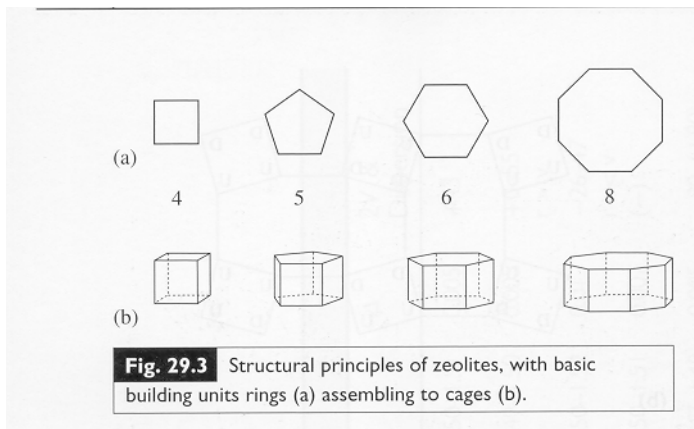 (a)
4 5 6 8
(b)
Fig. 29.3 Structural principles of zeolites, with basic
building units rings (a) assembling to cages (b).